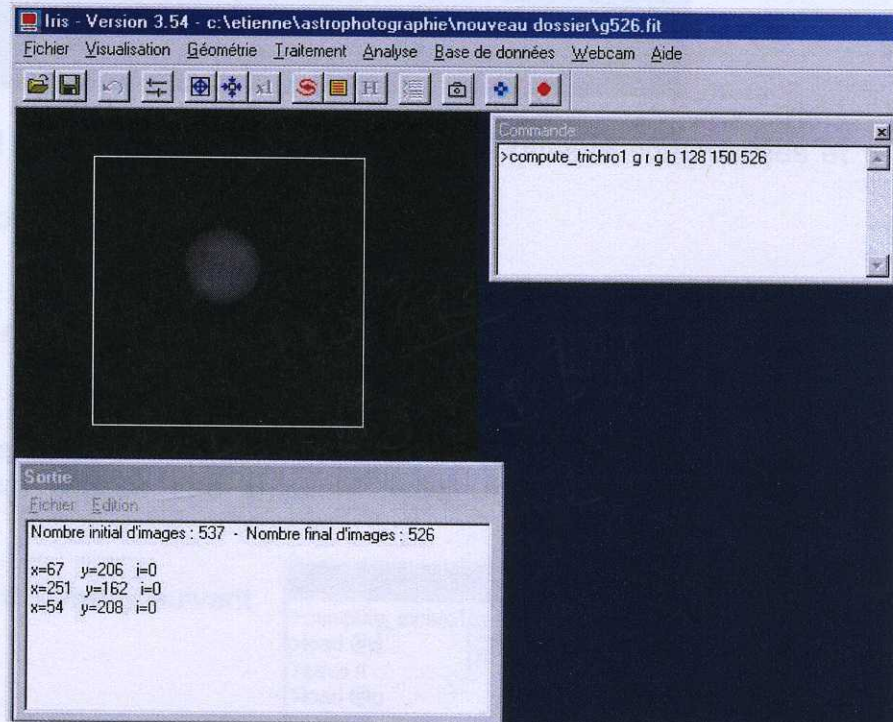 Iris - Version 3.54 - c:\etienne\astrophotographie\nouveau dossier\g526.fit
Fichier Visualisation Géométrie Traitement Analyse Base de données Webcam Aide
x1
Commande
>compute_trichro1 g r g b 128 150 526
Sortie
Fichier Edition
Nombre initial d'images : 537 - Nombre final d'images : 526
x=67 y=206 i=0
x=251 y=162 i=0
x=54 y=208 i=0